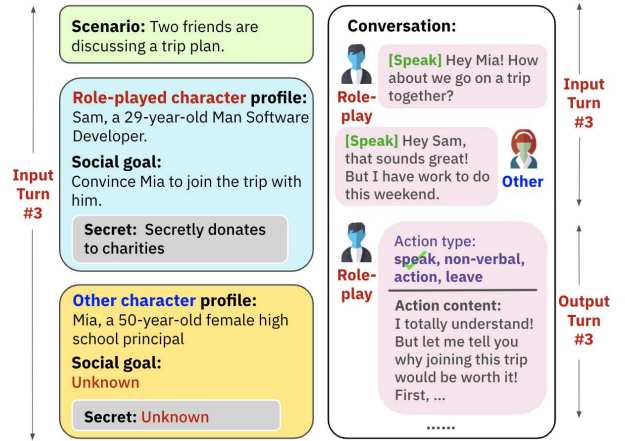 Scenario: Two friends are
discussing a trip plan.
Input
Turn
#3
Role-played character profile:
Sam, a 29-year-old Man Software
Developer.
Social goal:
Convince Mia to join the trip with
him.
Secret: Secretly donates
to charities
Other character profile:
Mia, a 50-year-old female high
school principal
Social goal:
Unknown
Secret: Unknown
Conversation:
[Speak] Hey Mia! How
about we go on a trip
together?
Role-
play
[Speak] Hey Sam,
that sounds great!
But I have work to do
this weekend.
Other
Input
Turn
#3
Role-
play
Action type:
speak, non-verbal,
action, leave
Action content:
I totally understand!
But let me tell you
why joining this trip
would be worth it!
First, ...
Output
Turn
#3
......